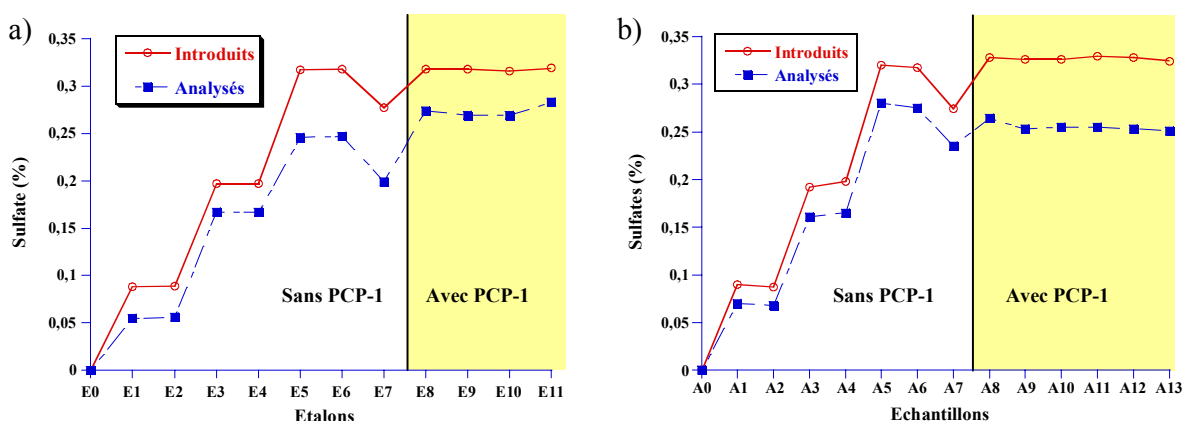 a)
Sulfate (%)
0,35
0,3
0,25
0,2
0,15
0,1
0,05
0
Introduits
Analysés
Sans PCP-1
Avec PCP-1
E0 E1 E2 E3 E4 E5 E6 E7 E8 E9 E10 E11
Etalons
b)
Sulfates (%)
0,35
0,3
0,25
0,2
0,15
0,1
0,05
0
Introduits
Analysés
Sans PCP-1
Avec PCP-1
A0 A1 A2 A3 A4 A5 A6 A7 A8 A9 A10 A11 A12 A13
Echantillons